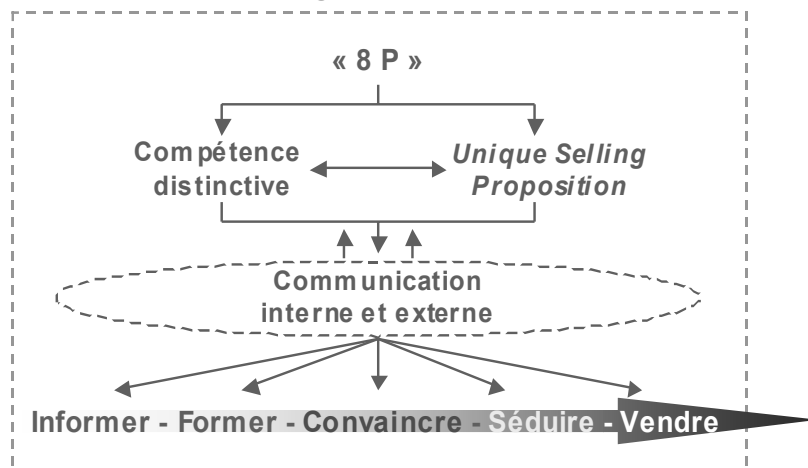 « 8 P »
Compétence
distinctive
Unique Selling
Proposition
Communication
interne et externe
Informer - Former - Convaincre - Séduire - Vendre